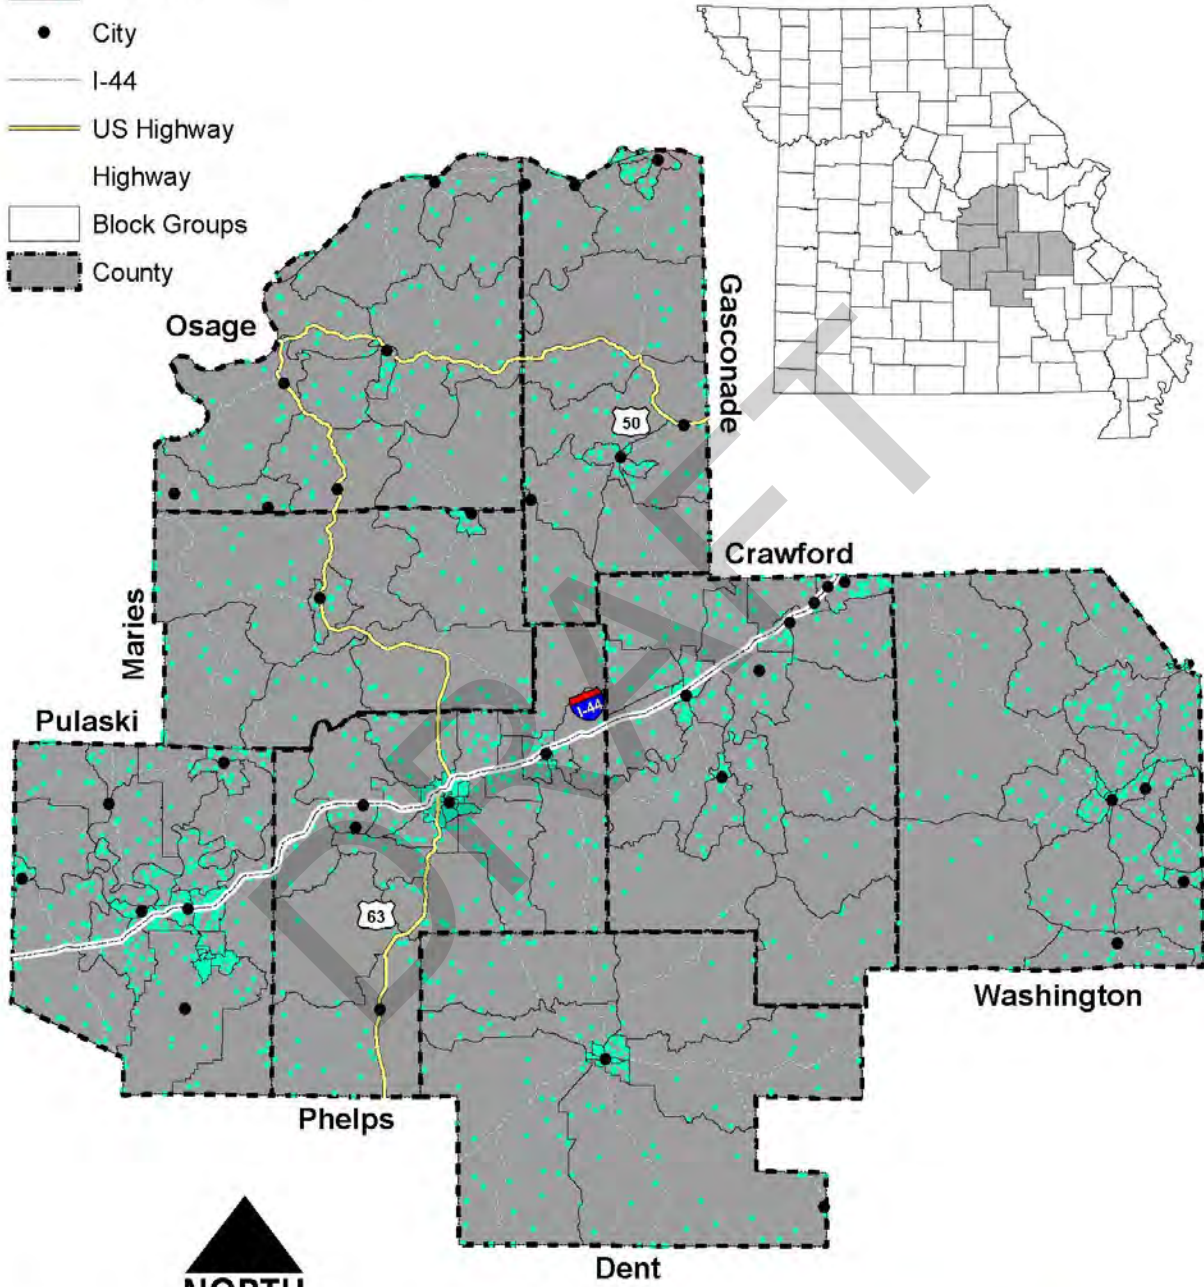 City
I-44
US Highway
Highway
Block Groups
County
Osage
Gasconade
50
Crawford
Maries
I-44
Pulaski
63
Washington
Phelps
Dent
NORTH
DRAFT